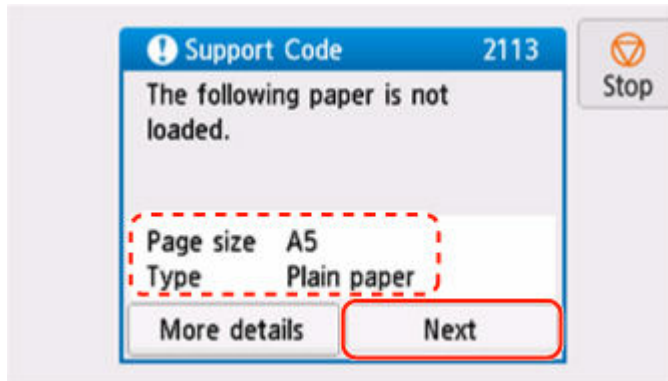 Support Code 2113
Stop
The following paper is not
loaded.
Page size A5
Type Plain paper
More details Next